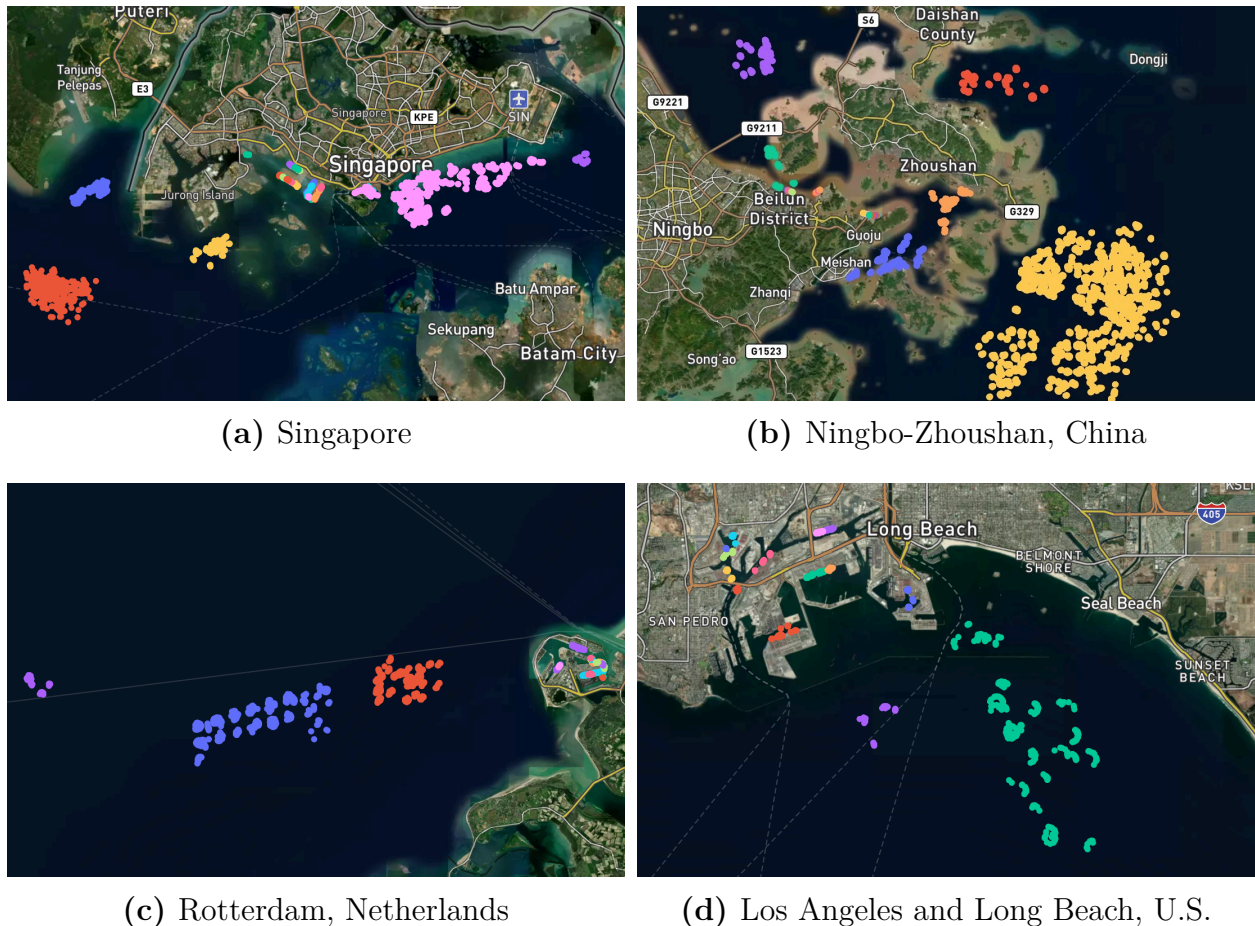 Puteri
Tanjung
Pelepas
E3
Singapore
KPE
SIN
Singapore
Jurong Island
Batu Ampar
Sekupang
Batam City
(a) Singapore
S6
Daishan
County
Dongji
G9221
G9211
Zhoushan
Beilun
District
Ningbo
G329
Guoju
Meishan
Zhanqi
Song'ao
G1523
(b) Ningbo-Zhoushan, China
(c) Rotterdam, Netherlands
405
Long Beach
BELMONT
SHORE
Seal Beach
SAN PEDRO
SUNSET
BEACH
(d) Los Angeles and Long Beach, U.S.